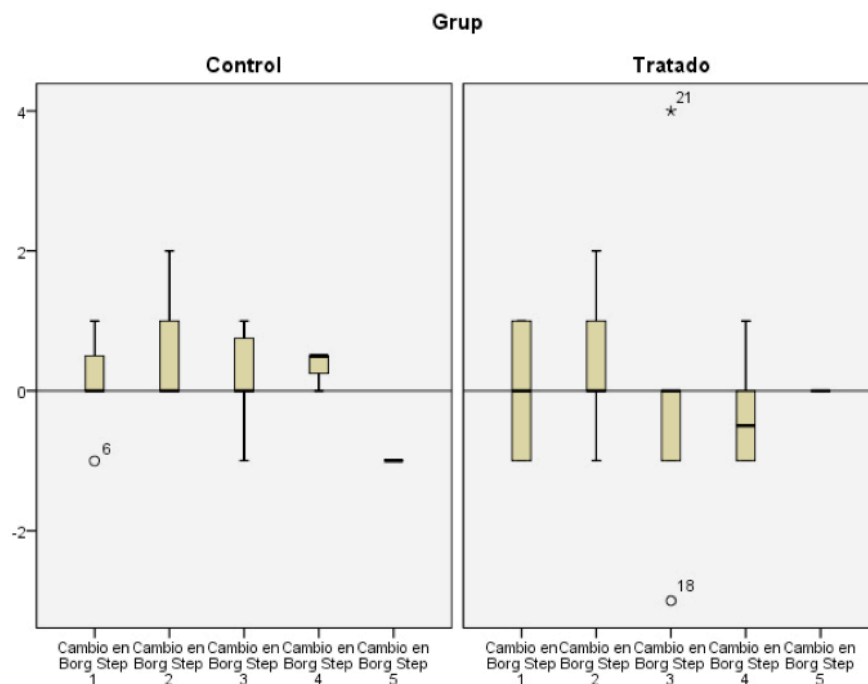 Grup
Control
Tratado
4
2
0
-2
6
21
18
Cambio en
Borg Step
1
Cambio en
Borg Step
2
Cambio en
Borg Step
3
Cambio en
Borg Step
4
Cambio en
Borg Step
5
Cambio en
Borg Step
1
Cambio en
Borg Step
2
Cambio en
Borg Step
3
Cambio en
Borg Step
4
Cambio en
Borg Step
5